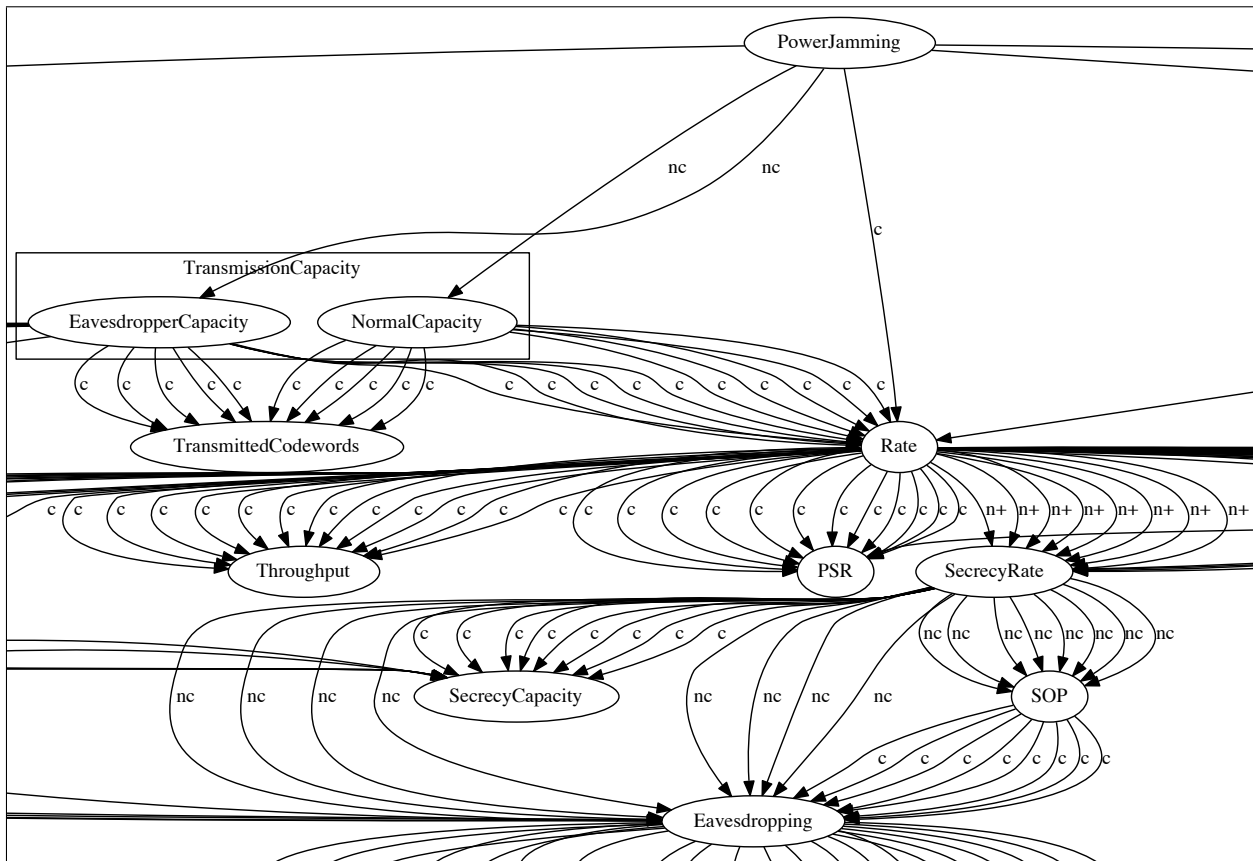 PowerJamming
nc nc
c
TransmissionCapacity
EavesdropperCapacity NormalCapacity
c c c c c c c c c c c c c c c c c c c c
TransmittedCodewords Rate
c c c c c c c c c c c c c c c c c c c c c c c n+ n+ n+ n+ n+ n+ n+ n+
Throughput PSR SecrecyRate
c c c c c c c c nc nc nc nc nc nc nc nc
nc nc nc nc SecrecyCapacity nc nc nc nc SOP
c c c c c c c c
Eavesdropping